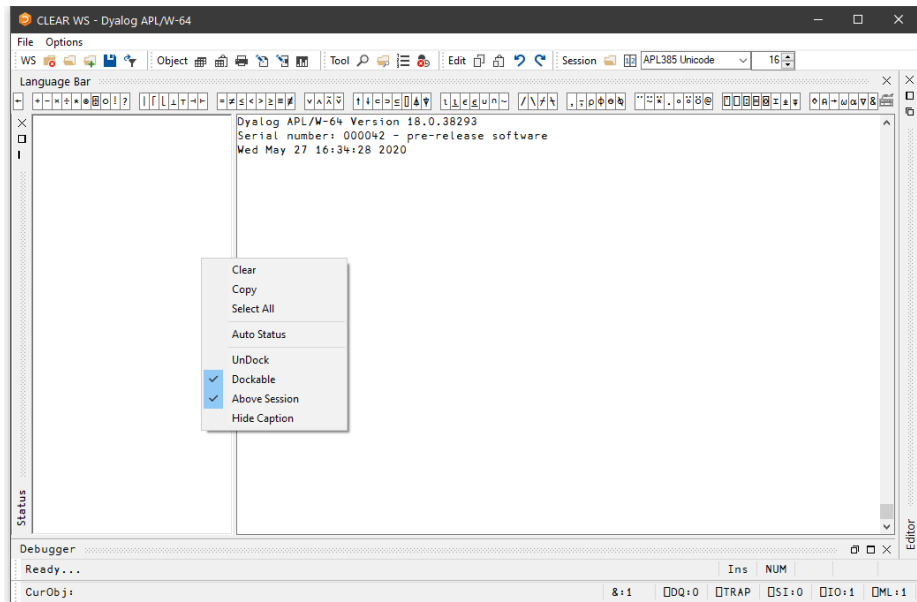 CLEAR WS - Dyalog APL/W-64
File Options
WS Object Tool Edit Session APL385 Unicode 16
Language Bar
Dyalog APL/W-64 Version 18.0.38293
Serial number: 000042 - pre-release software
Wed May 27 16:34:28 2020
Clear
Copy
Select All
Auto Status
UnDock
Dockable
Above Session
Hide Caption
Status
Editor
Debugger
Ready... Ins NUM
CurObj: &:1 ⎕DQ:0 ⎕TRAP ⎕SI:0 ⎕IO:1 ⎕ML:1